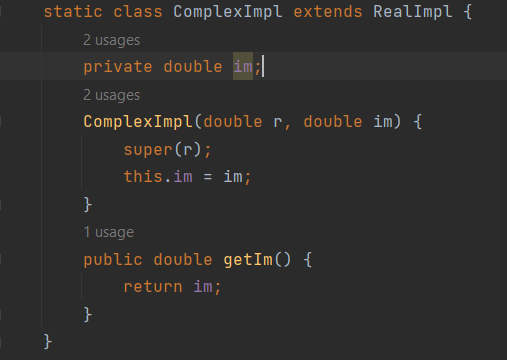 static class ComplexImpl extends RealImpl {
2 usages
private double im;
2 usages
ComplexImpl(double r, double im) {
super(r);
this.im = im;
}
1 usage
public double getIm() {
return im;
}
}